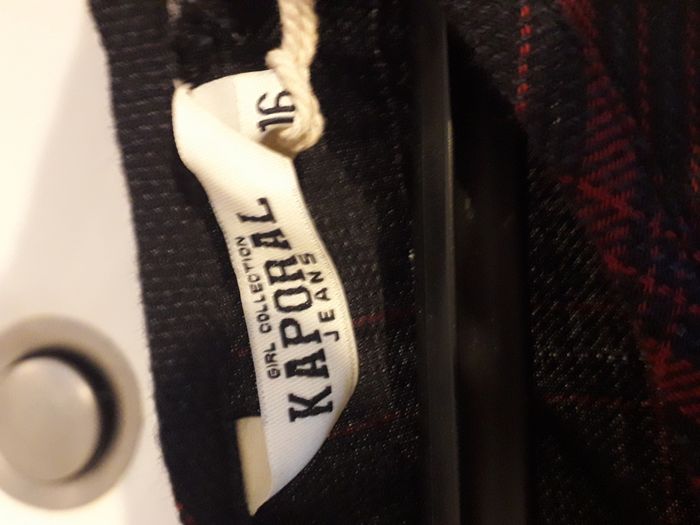 16
GIRL COLLECTION
KAPORAL
JEANS